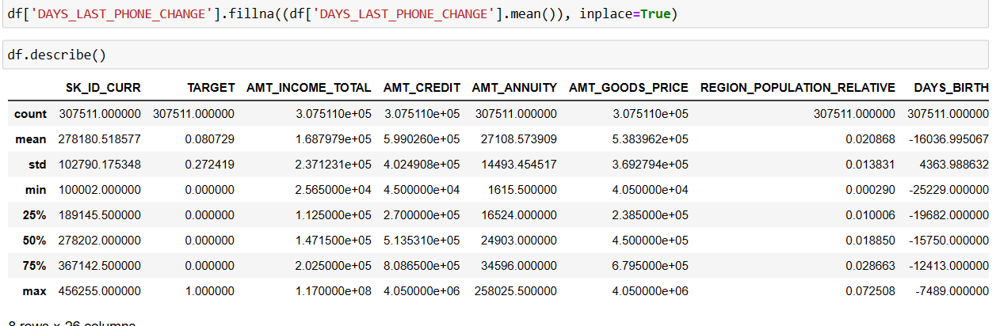 df['DAYS_LAST_PHONE_CHANGE'].fillna((df['DAYS_LAST_PHONE_CHANGE'].mean()), inplace=True)
df.describe()
SK_ID_CURR TARGET AMT_INCOME_TOTAL AMT_CREDIT AMT_ANNUITY AMT_GOODS_PRICE REGION_POPULATION_RELATIVE DAYS_BIRTH
count 307511.000000 307511.000000 3.075110e+05 3.075110e+05 307511.000000 3.075110e+05 307511.000000 307511.000000
mean 278180.518577 0.080729 1.687979e+05 5.990260e+05 27108.573909 5.383962e+05 0.020868 -16036.995067
std 102790.175348 0.272419 2.371231e+05 4.024908e+05 14493.454517 3.692794e+05 0.013831 4363.988632
min 100002.000000 0.000000 2.565000e+04 4.500000e+04 1615.500000 4.050000e+04 0.000290 -25229.000000
25% 189145.500000 0.000000 1.125000e+05 2.700000e+05 16524.000000 2.385000e+05 0.010006 -19682.000000
50% 278202.000000 0.000000 1.471500e+05 5.135310e+05 24903.000000 4.500000e+05 0.018850 -15750.000000
75% 367142.500000 0.000000 2.025000e+05 8.086500e+05 34596.000000 6.795000e+05 0.028663 -12413.000000
max 456255.000000 1.000000 1.170000e+08 4.050000e+06 258025.500000 4.050000e+06 0.072508 -7489.000000
8 rows × 26 columns